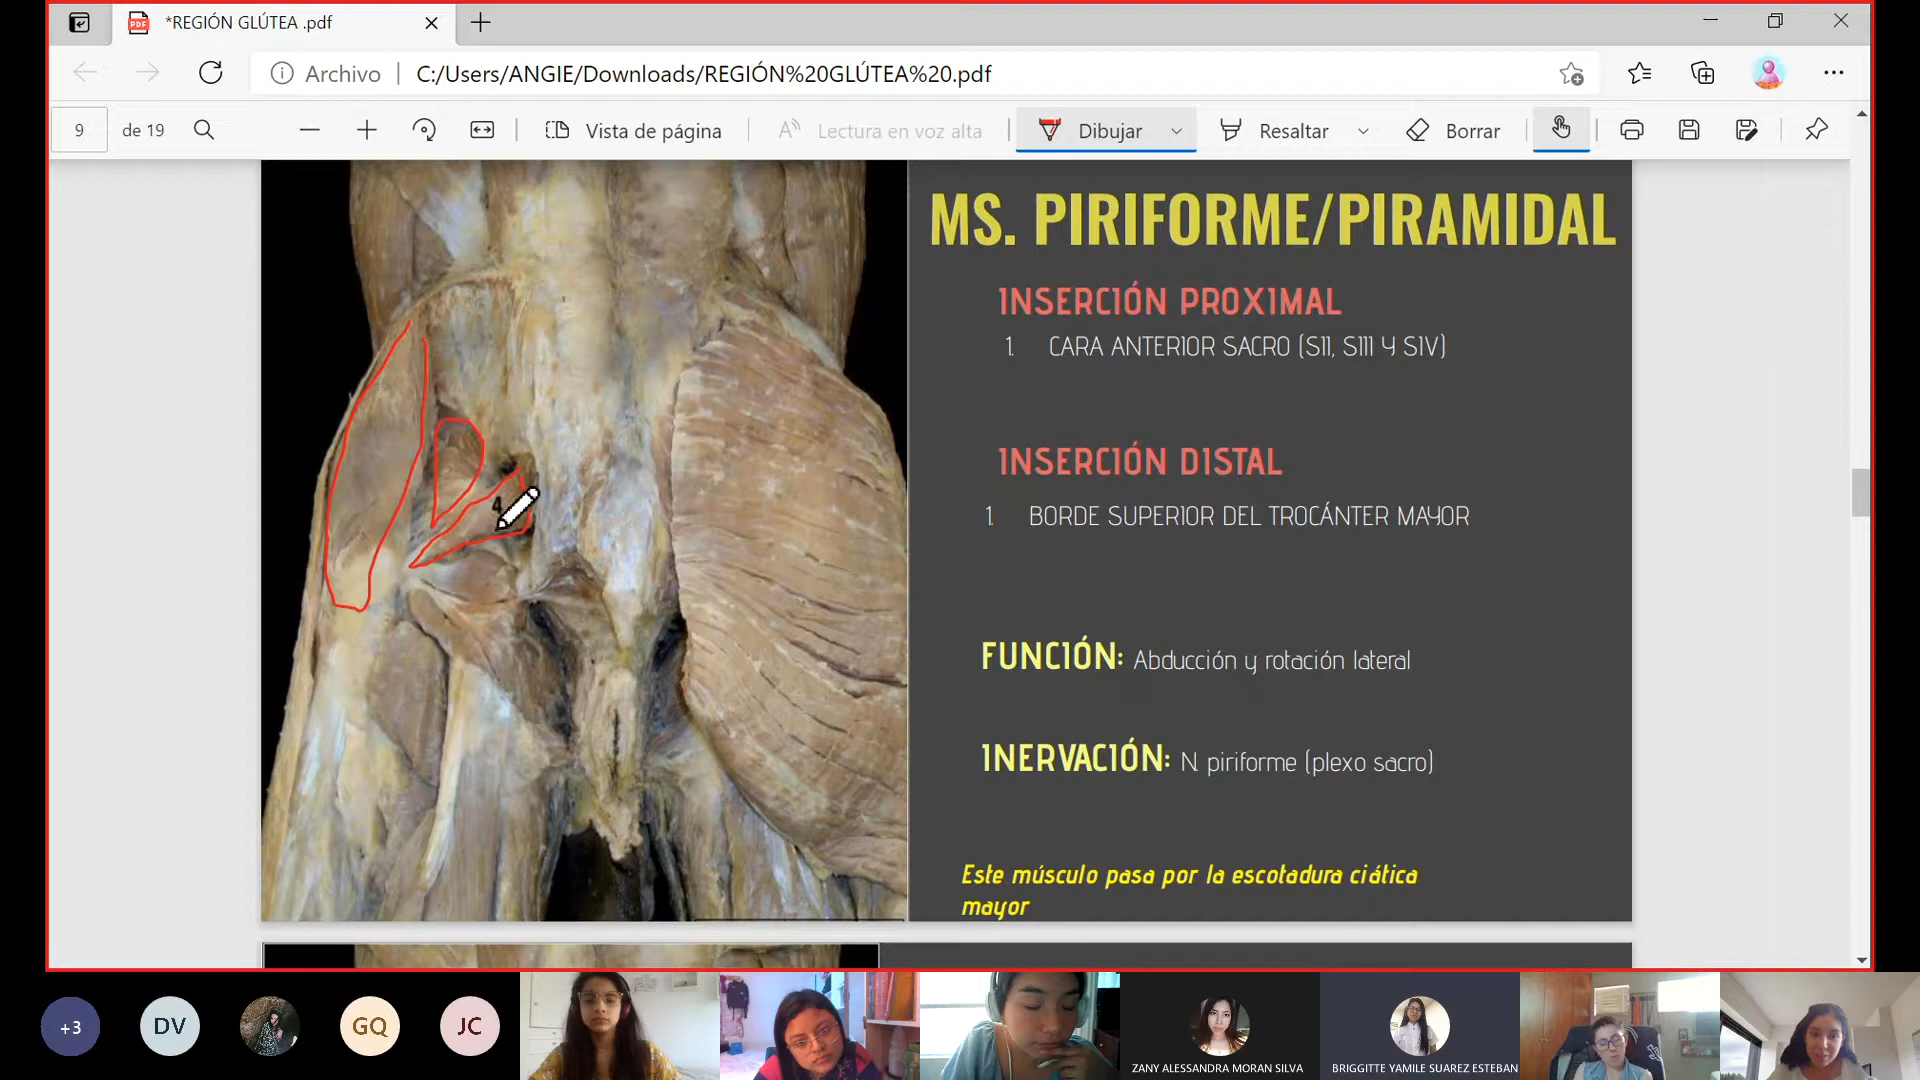 *REGIÓN GLÚTEA .pdf
Archivo | C:/Users/ANGIE/Downloads/REGIÓN%20GLÚTEA%20.pdf
9 de 19 Vista de página Lectura en voz alta Dibujar Resaltar Borrar
MS. PIRIFORME/PIRAMIDAL
INSERCIÓN PROXIMAL
1. CARA ANTERIOR SACRO (SII, SIII Y SIV)
INSERCIÓN DISTAL
1. BORDE SUPERIOR DEL TROCÁNTER MAYOR
FUNCIÓN: Abducción y rotación lateral
INERVACIÓN: N. piriforme (plexo sacro)
Este músculo pasa por la escotadura ciática
mayor
4
+3 DV GQ JC
ZANY ALESSANDRA MORAN SILVA
BRIGGITTE YAMILE SUAREZ ESTEBAN